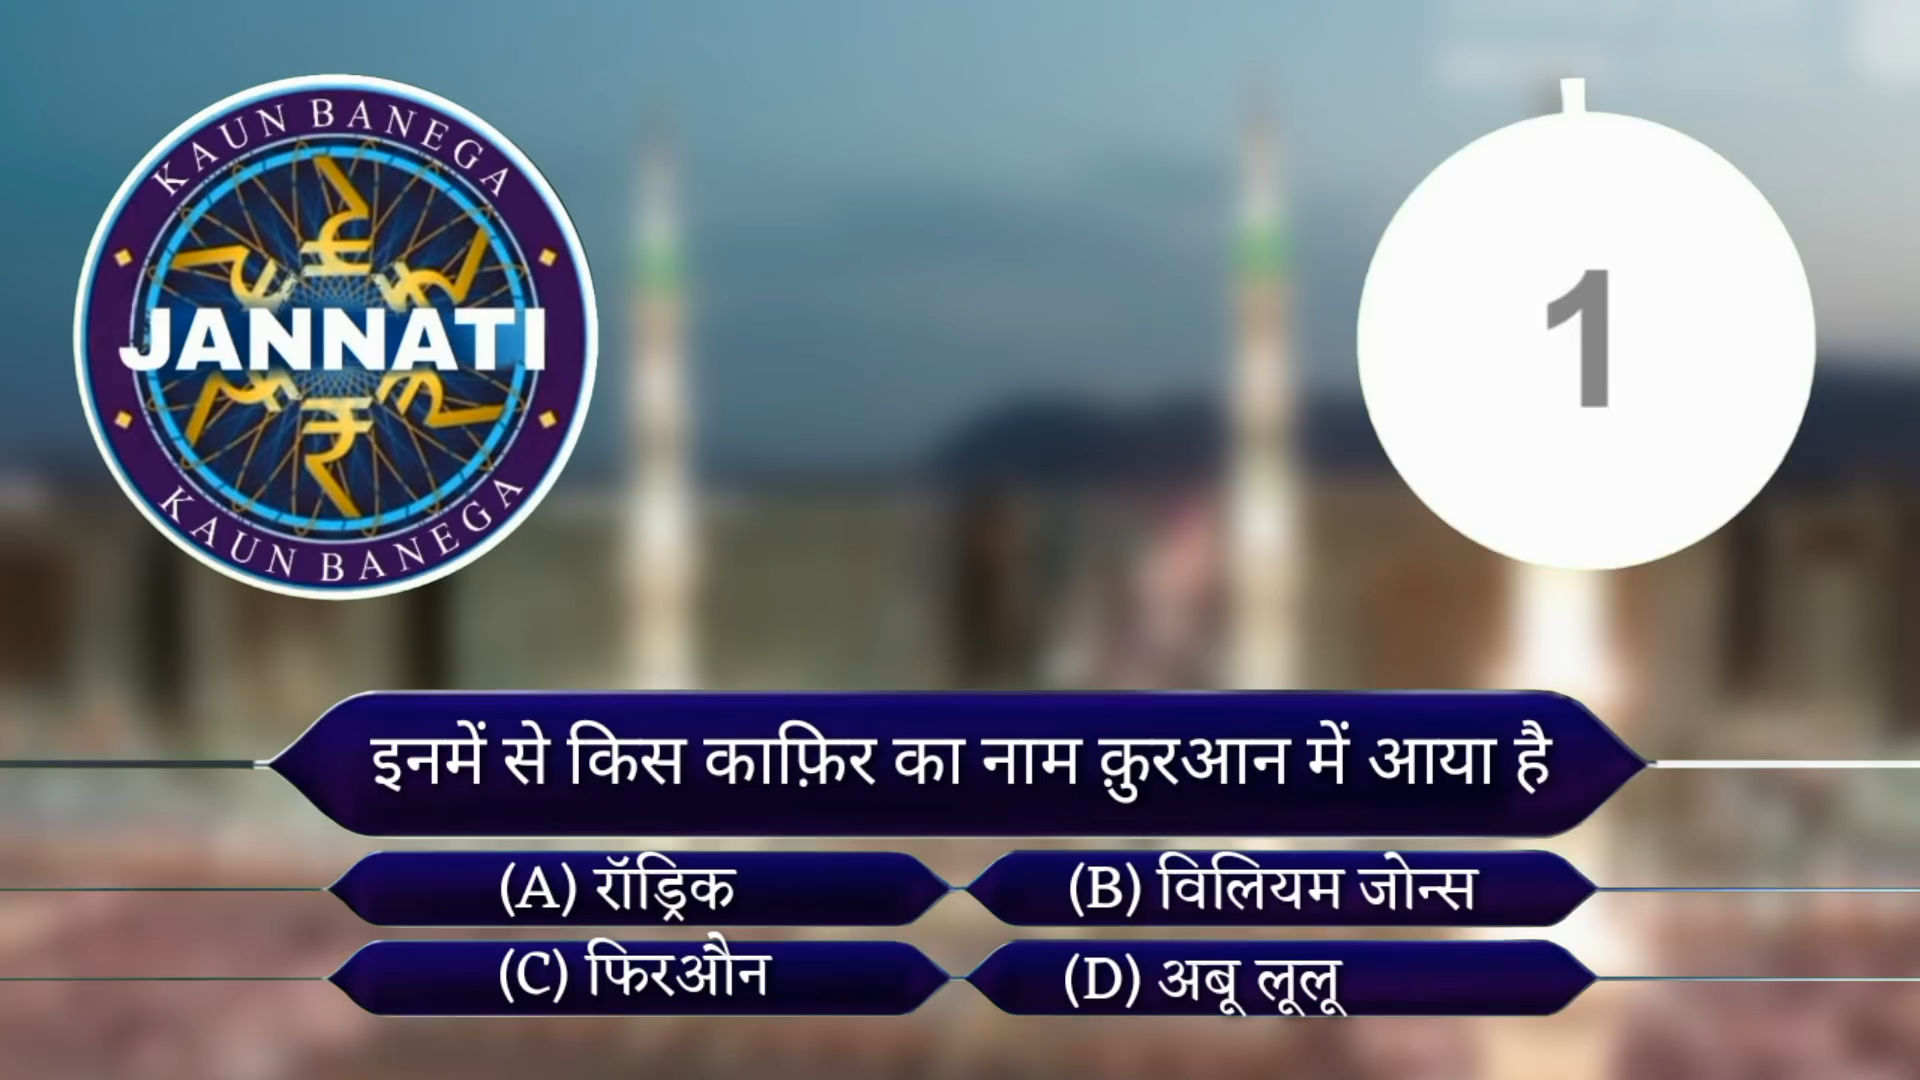 KAUN BANEGA
JANNATI
KAUN BANEGA
1
इनमें से किस काफ़िर का नाम क़ुरआन में आया है
(A) रॉड्रिक
(B) विलियम जोन्स
(C) फिरऔन
(D) अबू लूलू